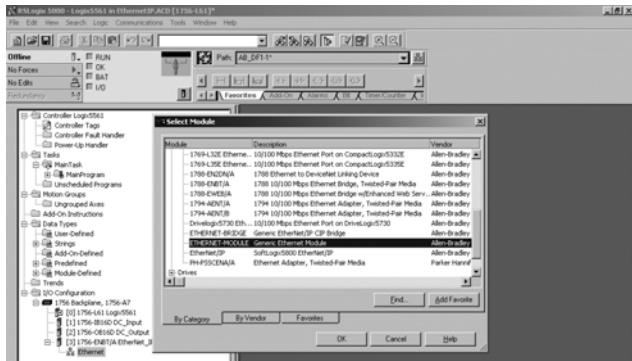 RSLogix 5000 - Logix5561 in EthernetIP.ACD [1756-L61]*
File Edit View Search Logic Communications Tools Window Help
Offline
RUN
Path: AB_DF1-1*
No Forces
OK
No Edits
BAT
Redundancy
I/O
Favorites Add-On Alarms Bit Timer/Counter
Controller Logix5561
Controller Tags
Controller Fault Handler
Power-Up Handler
Tasks
MainTask
MainProgram
Unscheduled Programs
Motion Groups
Ungrouped Axes
Add-On Instructions
Data Types
User-Defined
Strings
Add-On-Defined
Predefined
Module-Defined
Trends
I/O Configuration
1756 Backplane, 1756-A7
[0] 1756-L61 Logix5561
[1] 1756-IB16D DC_Input
[2] 1756-OB16D DC_Output
[3] 1756-ENBT/A EtherNet_I
Ethernet
Select Module
Module Description Vendor
1769-L32E Etherne... 10/100 Mbps Ethernet Port on CompactLogix5332E Allen-Bradley
1769-L35E Etherne... 10/100 Mbps Ethernet Port on CompactLogix5335E Allen-Bradley
1788-EN2DN/A 1788 Ethernet to DeviceNet Linking Device Allen-Bradley
1788-ENBT/A 1788 10/100 Mbps Ethernet Bridge, Twisted-Pair Media Allen-Bradley
1788-EWEB/A 1788 10/100 Mbps Ethernet Bridge w/Enhanced Web Serv.. Allen-Bradley
1794-AENT/A 1794 10/100 Mbps Ethernet Adapter, Twisted-Pair Media Allen-Bradley
1794-AENT/B 1794 10/100 Mbps Ethernet Adapter, Twisted-Pair Media Allen-Bradley
Drivelogix5730 Eth... 10/100 Mbps Ethernet Port on DriveLogix5730 Allen-Bradley
ETHERNET-BRIDGE Generic EtherNet/IP CIP Bridge Allen-Bradley
ETHERNET-MODULE Generic Ethernet Module Allen-Bradley
EtherNet/IP SoftLogix5800 EtherNet/IP Allen-Bradley
PH-PSSCENA/A Ethernet Adapter, Twisted-Pair Media Parker Hannif
Drives
Find... Add Favorite
By Category By Vendor Favorites
OK Cancel Help